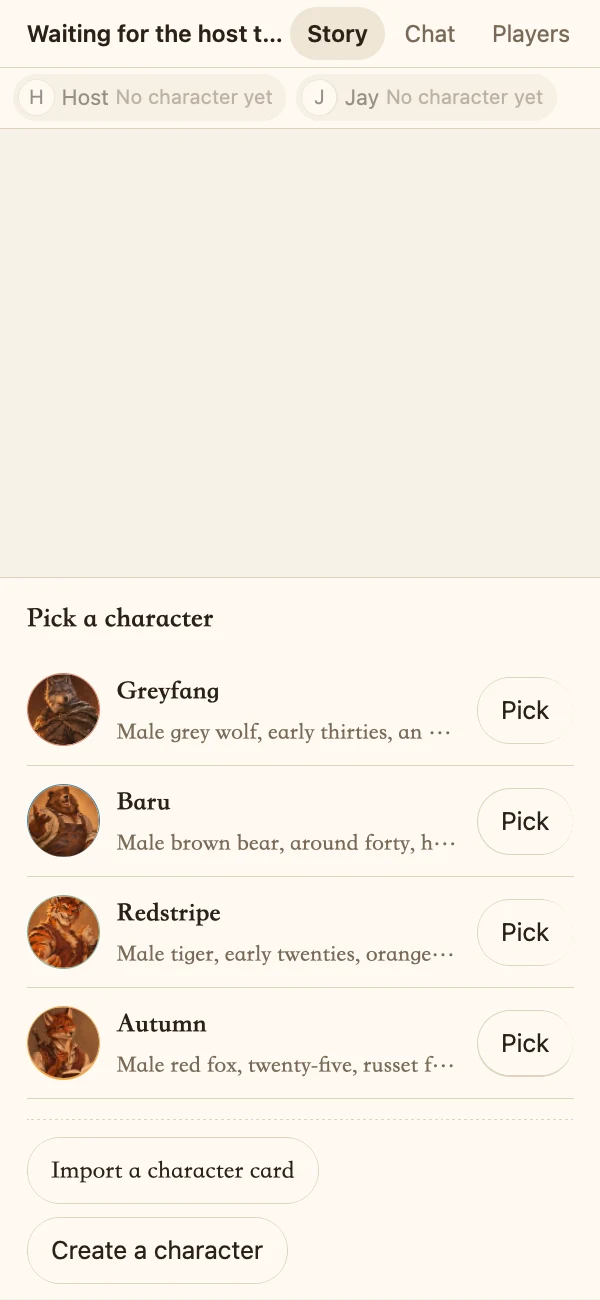 Waiting for the host t... Story Chat Players
H Host No character yet J Jay No character yet
Pick a character
Greyfang
Male grey wolf, early thirties, an ···
Pick
Baru
Male brown bear, around forty, h···
Pick
Redstripe
Male tiger, early twenties, orange···
Pick
Autumn
Male red fox, twenty-five, russet f···
Pick
Import a character card
Create a character